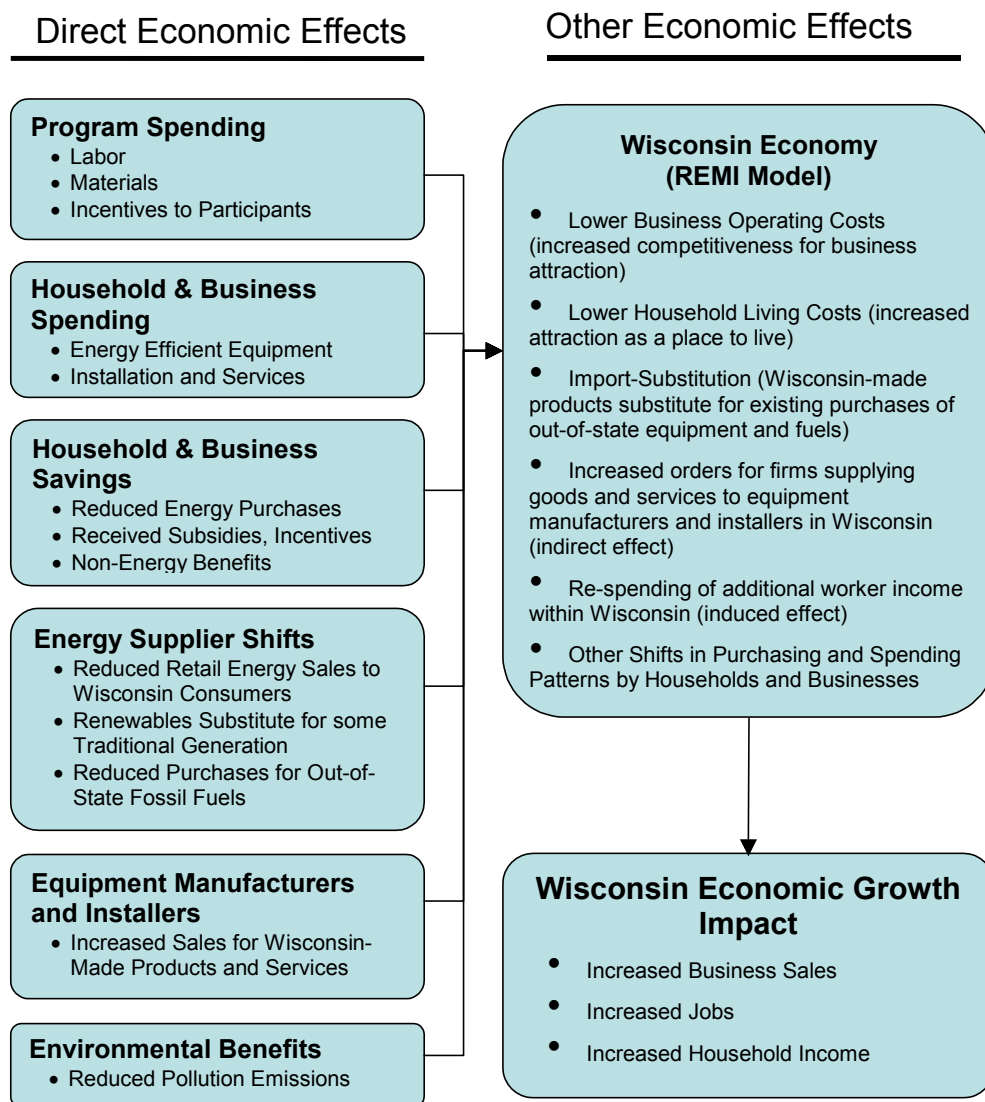 Direct Economic Effects
Other Economic Effects
Program Spending
• Labor
• Materials
• Incentives to Participants
Household & Business
Spending
• Energy Efficient Equipment
• Installation and Services
Household & Business
Savings
• Reduced Energy Purchases
• Received Subsidies, Incentives
• Non-Energy Benefits
Energy Supplier Shifts
• Reduced Retail Energy Sales to
Wisconsin Consumers
• Renewables Substitute for some
Traditional Generation
• Reduced Purchases for Out-of-
State Fossil Fuels
Equipment Manufacturers
and Installers
• Increased Sales for Wisconsin-
Made Products and Services
Environmental Benefits
• Reduced Pollution Emissions
Wisconsin Economy
(REMI Model)
• Lower Business Operating Costs
(increased competitiveness for business
attraction)
• Lower Household Living Costs (increased
attraction as a place to live)
• Import-Substitution (Wisconsin-made
products substitute for existing purchases of
out-of-state equipment and fuels)
• Increased orders for firms supplying
goods and services to equipment
manufacturers and installers in Wisconsin
(indirect effect)
• Re-spending of additional worker income
within Wisconsin (induced effect)
• Other Shifts in Purchasing and Spending
Patterns by Households and Businesses
Wisconsin Economic Growth
Impact
• Increased Business Sales
• Increased Jobs
• Increased Household Income